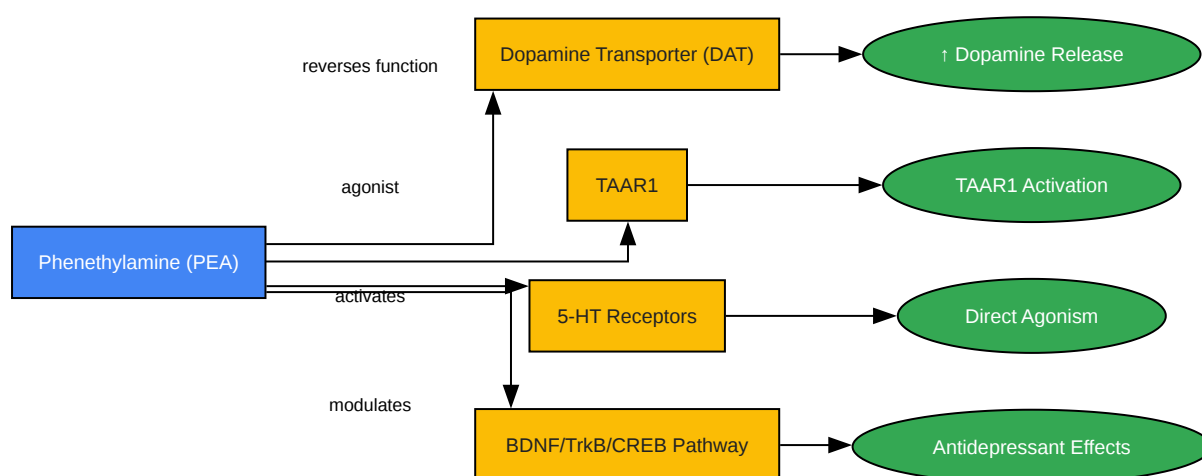 reverses function
Dopamine Transporter (DAT)
↑ Dopamine Release
agonist
TAAR1
TAAR1 Activation
Phenethylamine (PEA)
activates
5-HT Receptors
Direct Agonism
modulates
BDNF/TrkB/CREB Pathway
Antidepressant Effects